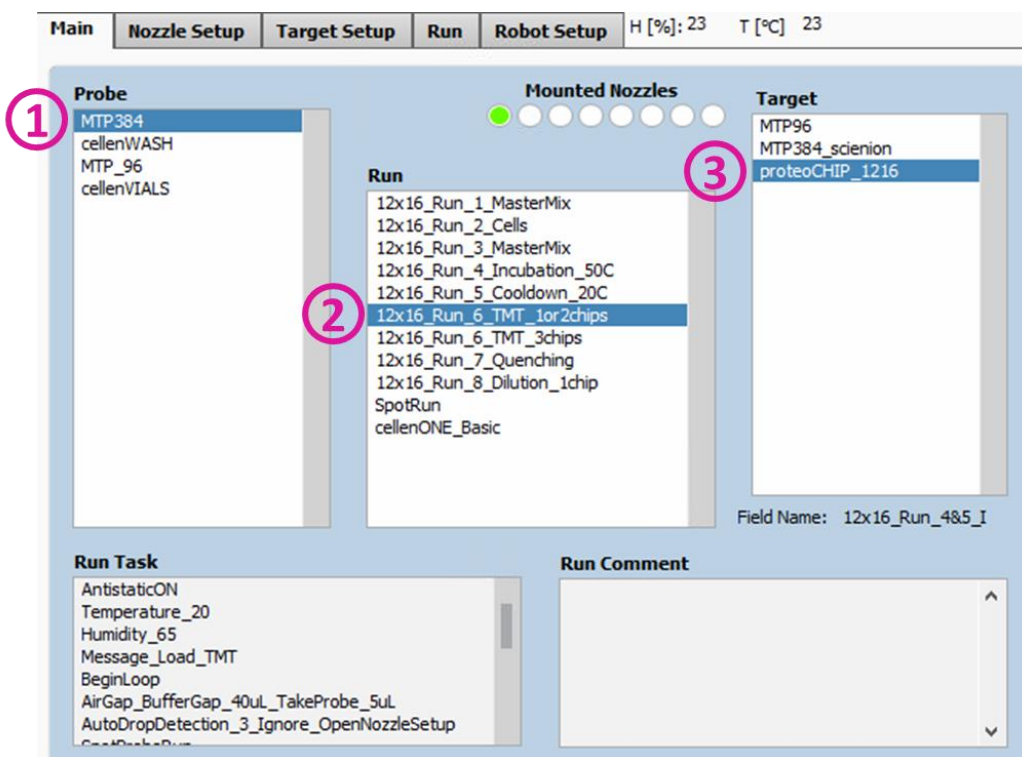 Main Nozzle Setup Target Setup Run Robot Setup H [%]: 23 T [°C] 23
Probe
1
MTP384
cellenWASH
MTP_96
cellenVIALS
Mounted Nozzles
Run
12x16_Run_1_MasterMix
12x16_Run_2_Cells
12x16_Run_3_MasterMix
12x16_Run_4_Incubation_50C
12x16_Run_5_Cooldown_20C
2
12x16_Run_6_TMT_1or2chips
12x16_Run_6_TMT_3chips
12x16_Run_7_Quenching
12x16_Run_8_Dilution_1chip
SpotRun
cellenONE_Basic
Target
MTP96
MTP384_scienion
3
proteoCHIP_1216
Field Name: 12x16_Run_4&5_I
Run Task
AntistaticON
Temperature_20
Humidity_65
Message_Load_TMT
BeginLoop
AirGap_BufferGap_40uL_TakeProbe_5uL
AutoDropDetection_3_Ignore_OpenNozzleSetup
Run Comment